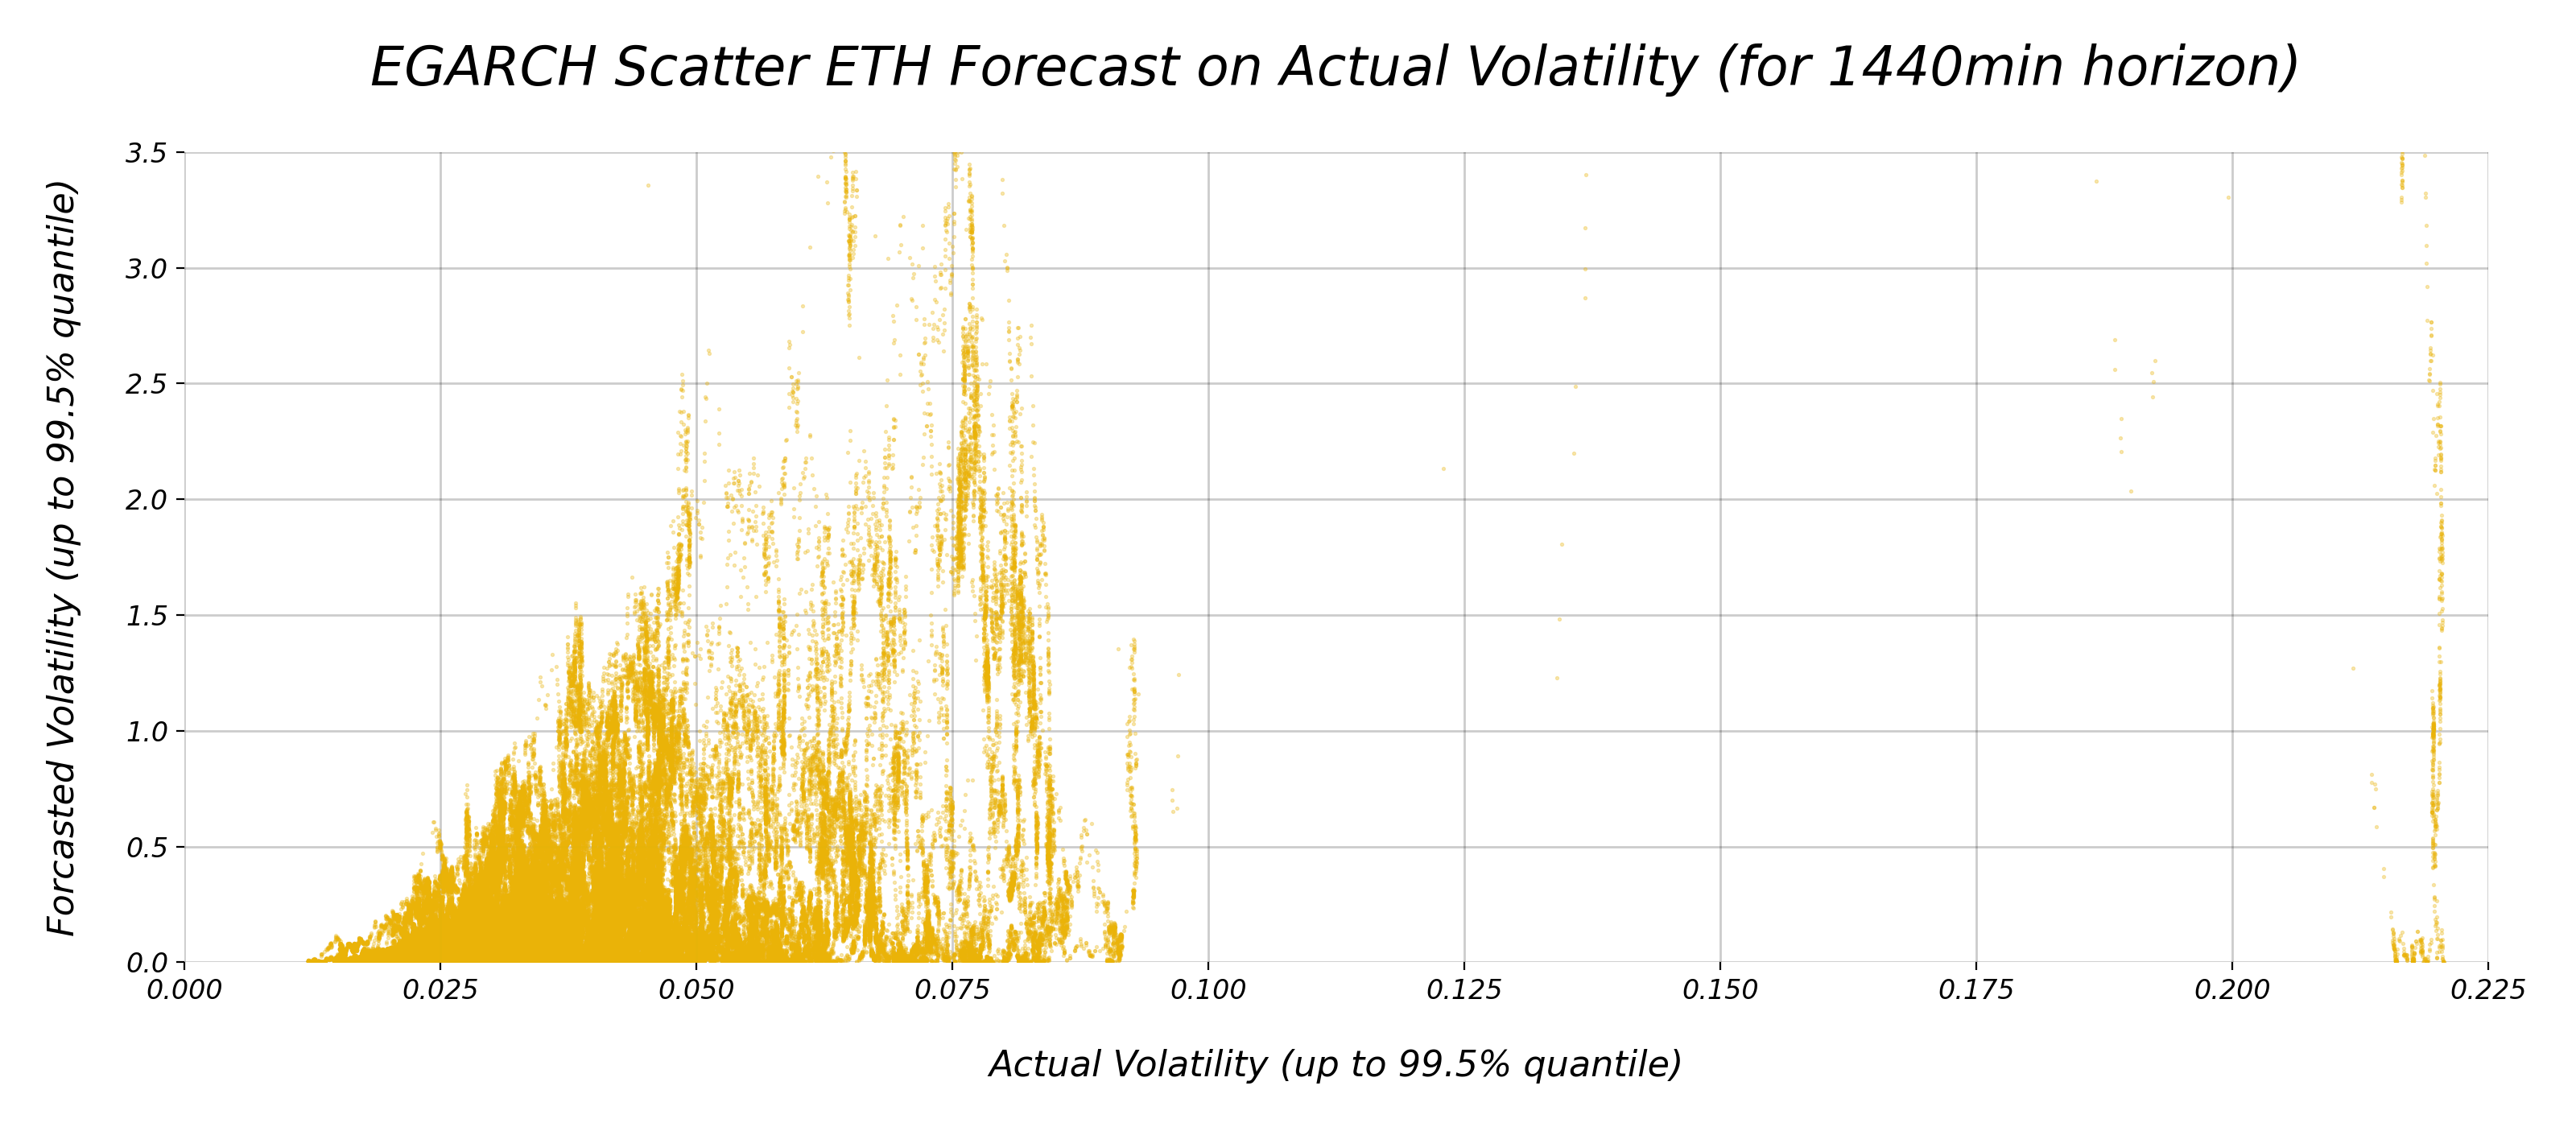 EGARCH Scatter ETH Forecast on Actual Volatility (for 1440min horizon)
Forcasted Volatility (up to 99.5% quantile)
3.5
3.0
2.5
2.0
1.5
1.0
0.5
0.0
0.000 0.025 0.050 0.075 0.100 0.125 0.150 0.175 0.200 0.225
Actual Volatility (up to 99.5% quantile)